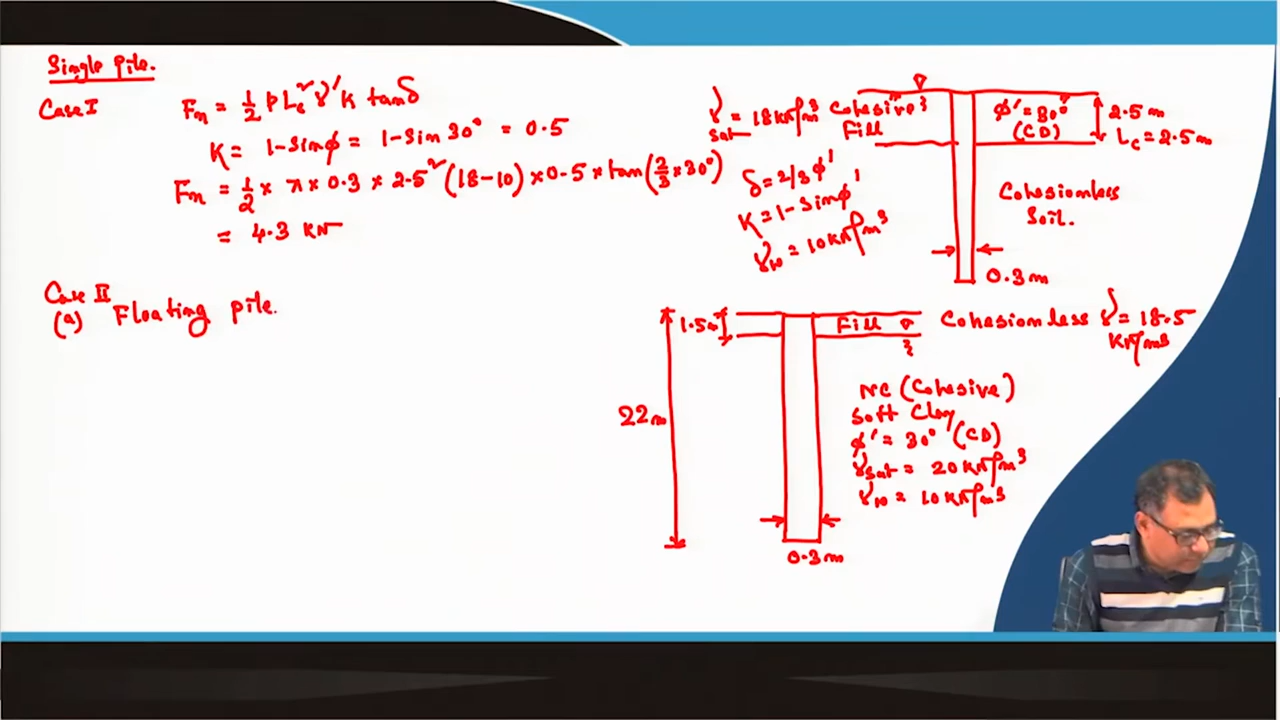 Single Pile.
Case I
Fn = 1/2 P Lc² γ' K tanδ
K = 1-Sinϕ = 1-Sin 30° = 0.5
Fn = 1/2 × π × 0.3 × 2.5² (18-10) × 0.5 × tan(2/3 × 30°)
= 4.3 kN
Case II
(a) Floating pile.
γsat = 18 kN/m³
Cohesive
Fill
ϕ' = 30°
(CD)
2.5 m
Lc = 2.5 m
δ = 2/3 ϕ'
K = 1-Sinϕ'
γw = 10 kN/m³
Cohesionless
Soil.
0.3 m
1.5 m
Fill
Cohesionless γ = 18.5
kN/m³
22 m
NC (Cohesive)
Soft Clay
ϕ' = 30° (CD)
γsat = 20 kN/m³
γw = 10 kN/m³
0.3 m